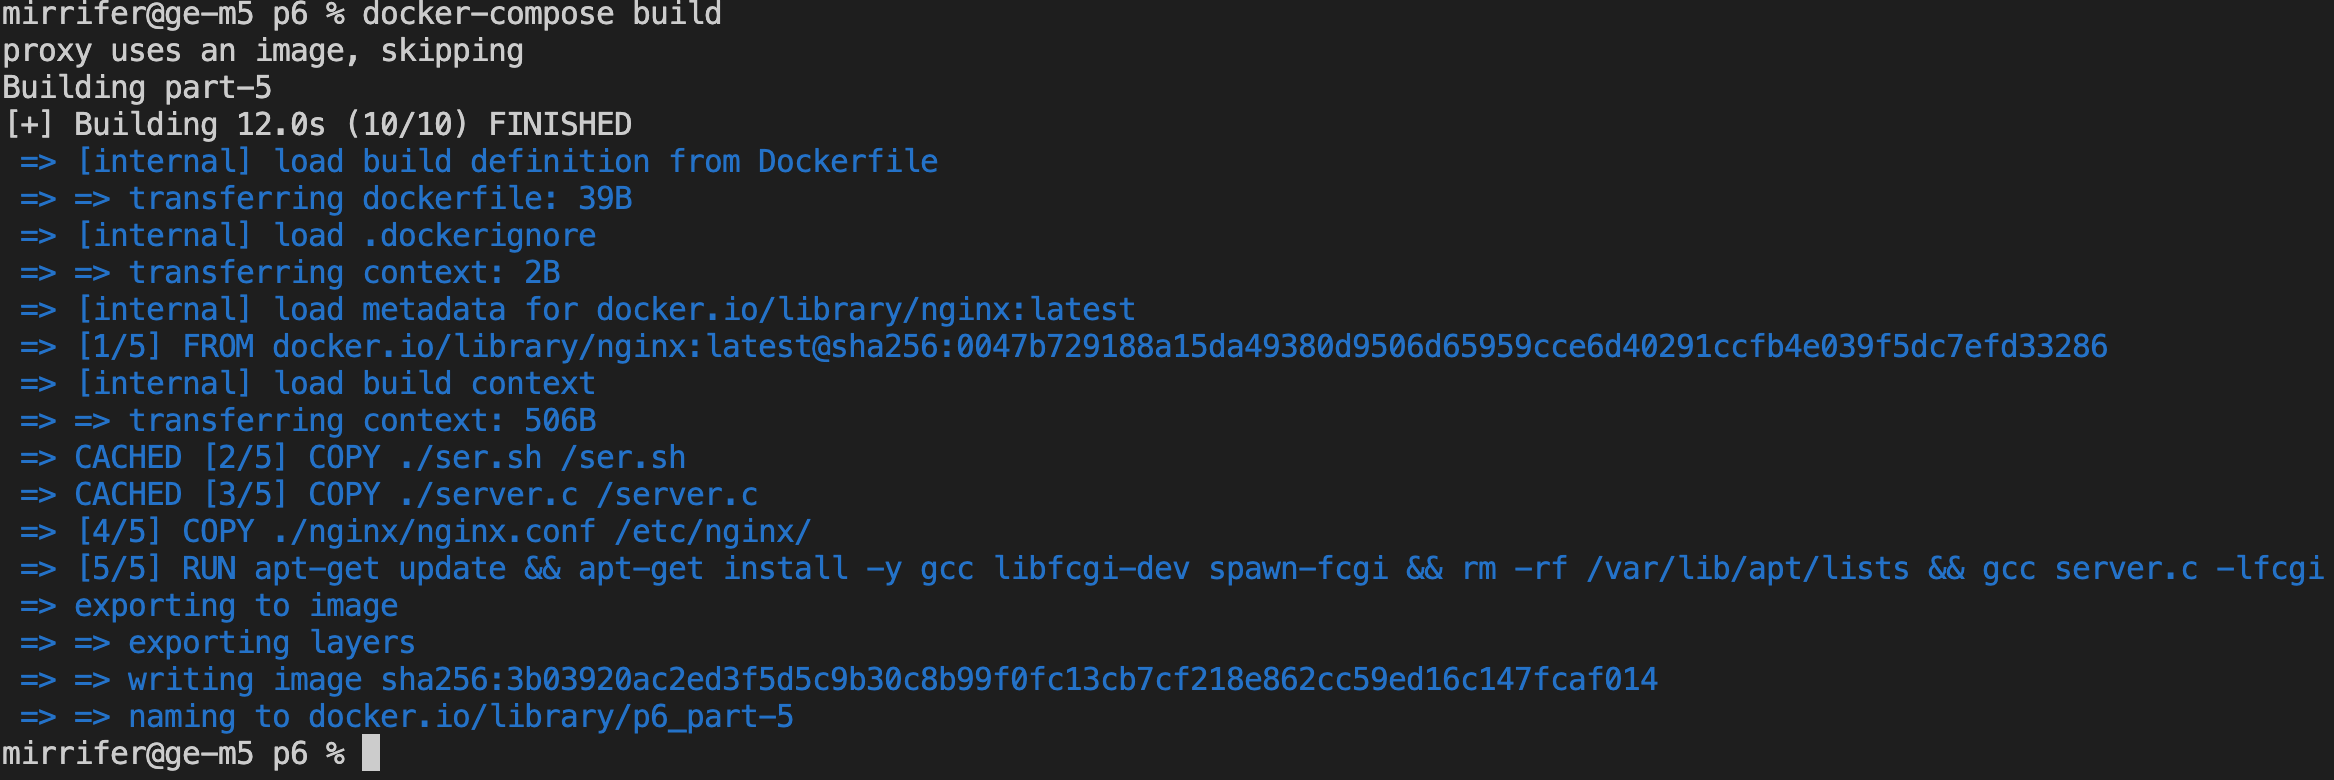 mirrifer@ge-m5 p6 % docker-compose build
proxy uses an image, skipping
Building part-5
[+] Building 12.0s (10/10) FINISHED
=> [internal] load build definition from Dockerfile
=> => transferring dockerfile: 39B
=> [internal] load .dockerignore
=> => transferring context: 2B
=> [internal] load metadata for docker.io/library/nginx:latest
=> [1/5] FROM docker.io/library/nginx:latest@sha256:0047b729188a15da49380d9506d65959cce6d40291ccfb4e039f5dc7efd33286
=> [internal] load build context
=> => transferring context: 506B
=> CACHED [2/5] COPY ./ser.sh /ser.sh
=> CACHED [3/5] COPY ./server.c /server.c
=> [4/5] COPY ./nginx/nginx.conf /etc/nginx/
=> [5/5] RUN apt-get update && apt-get install -y gcc libfcgi-dev spawn-fcgi && rm -rf /var/lib/apt/lists && gcc server.c -lfcgi
=> exporting to image
=> => exporting layers
=> => writing image sha256:3b03920ac2ed3f5d5c9b30c8b99f0fc13cb7cf218e862cc59ed16c147fcaf014
=> => naming to docker.io/library/p6_part-5
mirrifer@ge-m5 p6 %